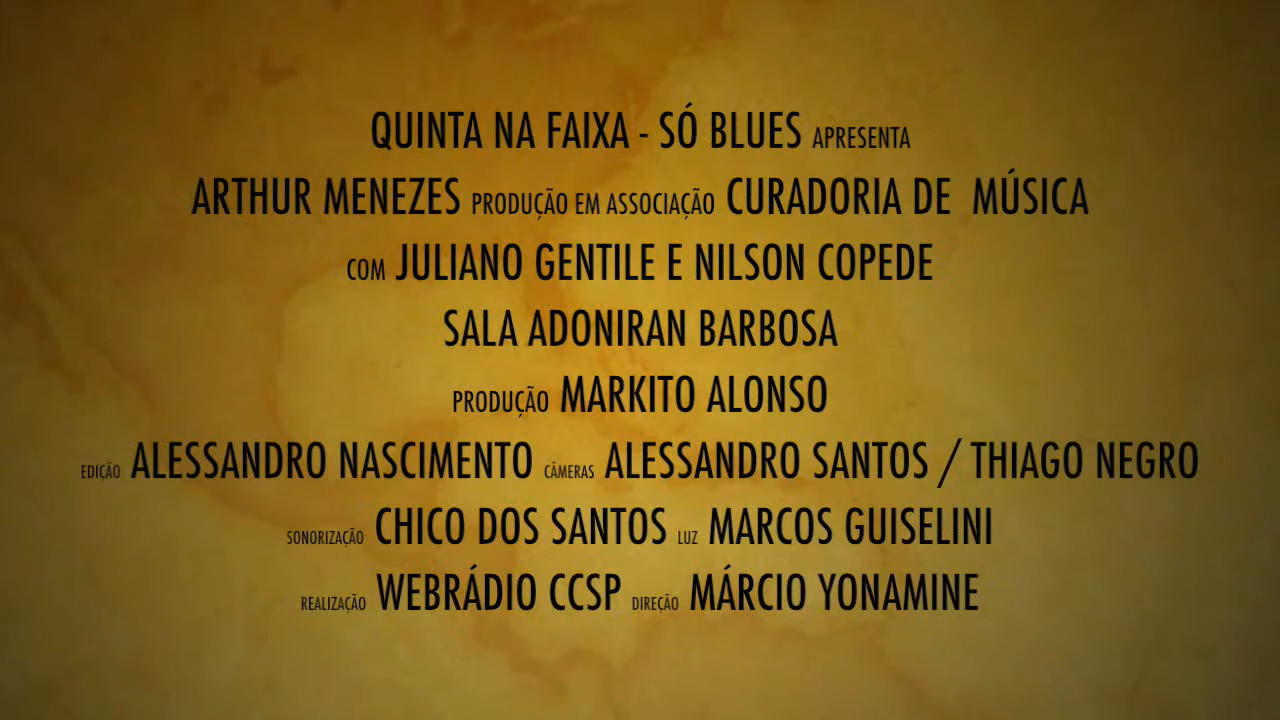 QUINTA NA FAIXA - SÓ BLUES APRESENTA
ARTHUR MENEZES PRODUÇÃO EM ASSOCIAÇÃO CURADORIA DE MÚSICA
COM JULIANO GENTILE E NILSON COPEDE
SALA ADONIRAN BARBOSA
PRODUÇÃO MARKITO ALONSO
EDIÇÃO ALESSANDRO NASCIMENTO CÂMERAS ALESSANDRO SANTOS / THIAGO NEGRO
SONORIZAÇÃO CHICO DOS SANTOS LUZ MARCOS GUISELINI
REALIZAÇÃO WEBRÁDIO CCSP DIREÇÃO MÁRCIO YONAMINE